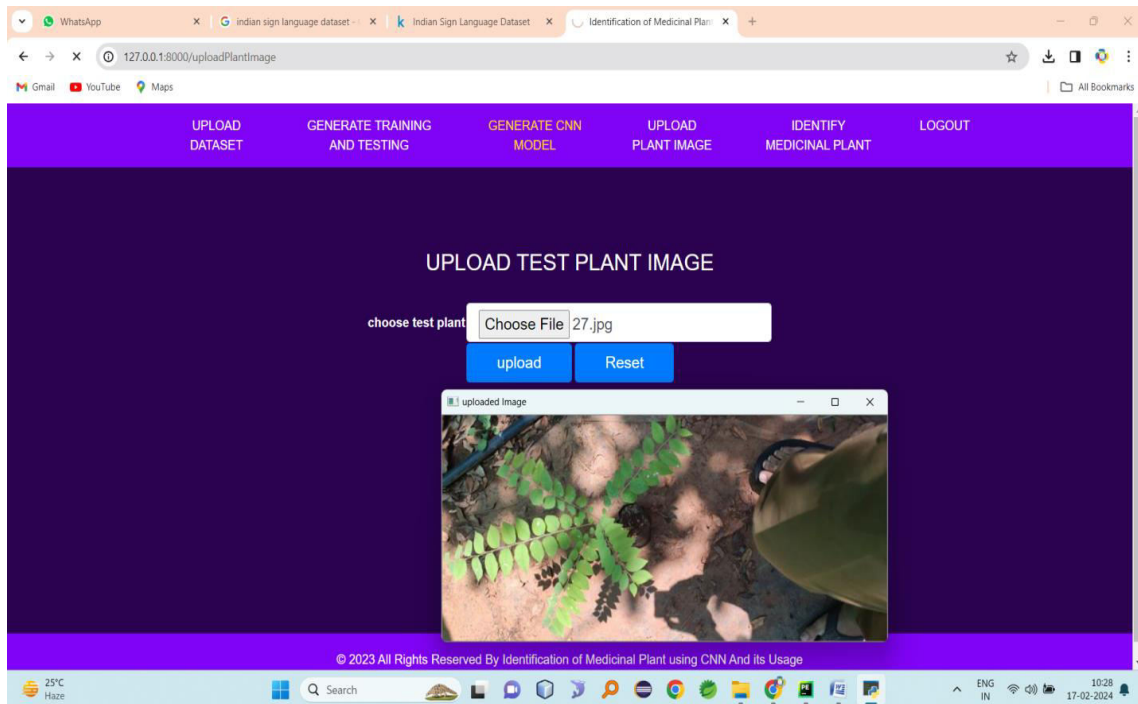 WhatsApp
indian sign language dataset -
Indian Sign Language Dataset
Identification of Medicinal Plan
127.0.0.1:8000/uploadPlantImage
Gmail
YouTube
Maps
All Bookmarks
UPLOAD
DATASET
GENERATE TRAINING
AND TESTING
GENERATE CNN
MODEL
UPLOAD
PLANT IMAGE
IDENTIFY
MEDICINAL PLANT
LOGOUT
UPLOAD TEST PLANT IMAGE
choose test plant
Choose File 27.jpg
upload
Reset
uploaded Image
© 2023 All Rights Reserved By Identification of Medicinal Plant using CNN And its Usage
25°C
Haze
Search
ENG
IN
10:28
17-02-2024